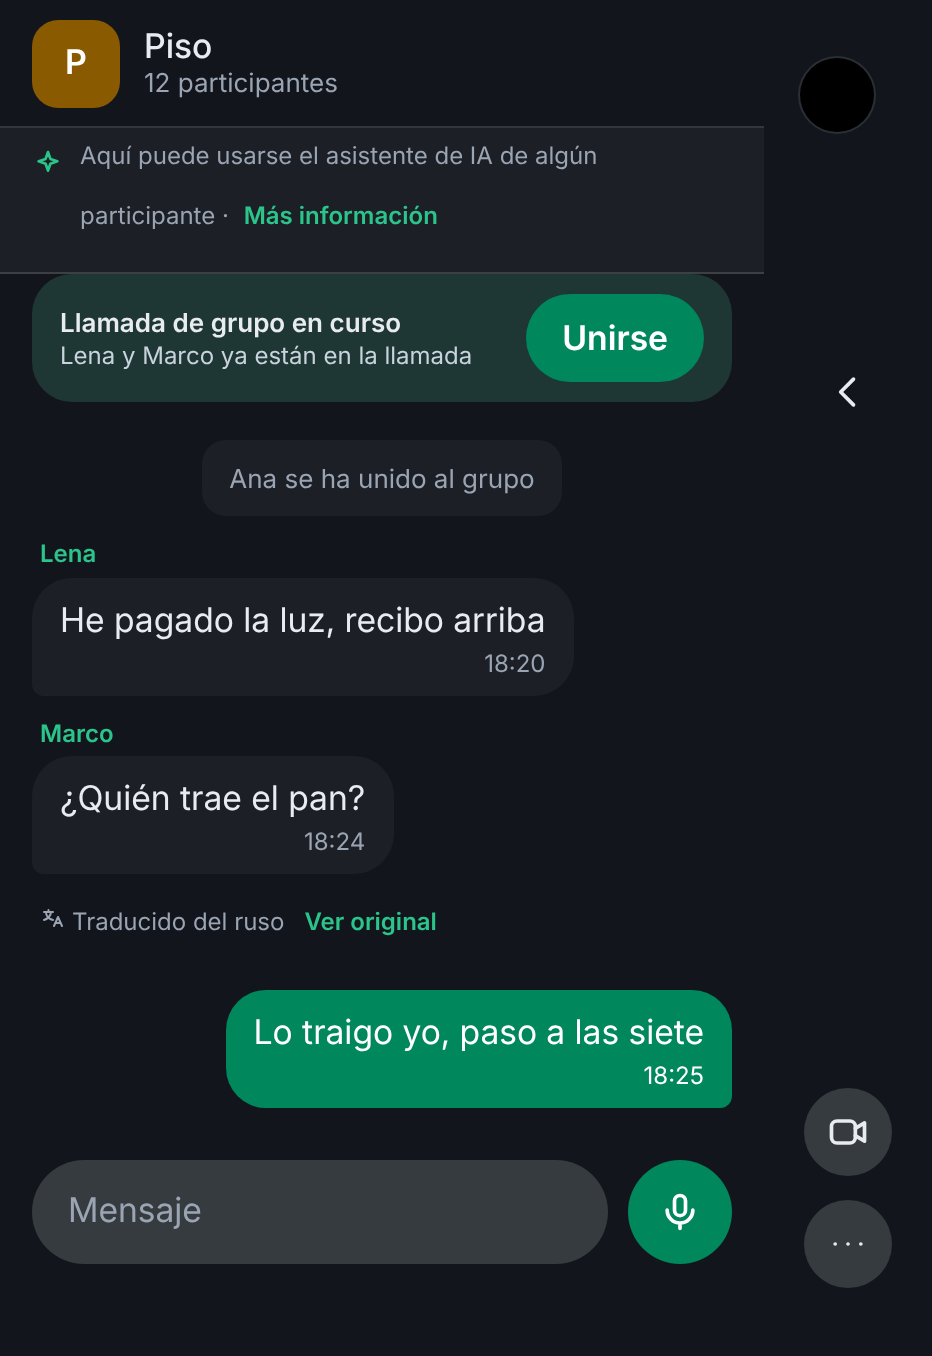 P
Piso
12 participantes
Aquí puede usarse el asistente de IA de algún
participante · Más información
Llamada de grupo en curso
Lena y Marco ya están en la llamada
Unirse
Ana se ha unido al grupo
Lena
He pagado la luz, recibo arriba
18:20
Marco
¿Quién trae el pan?
18:24
Traducido del ruso Ver original
Lo traigo yo, paso a las siete
18:25
Mensaje